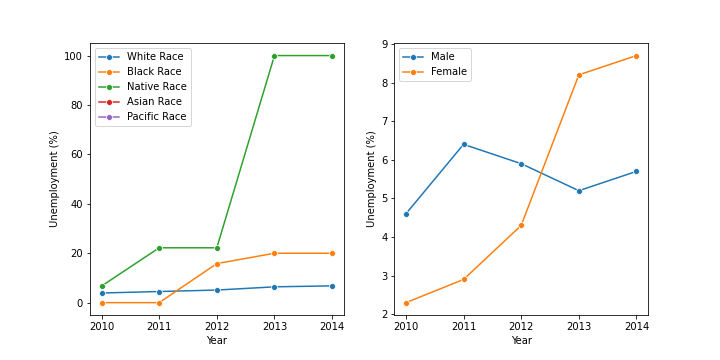 White Race
Black Race
Native Race
Asian Race
Pacific Race
Unemployment (%)
100
80
60
40
20
0
2010 2011 2012 2013 2014
Year
Male
Female
Unemployment (%)
9
8
7
6
5
4
3
2
2010 2011 2012 2013 2014
Year